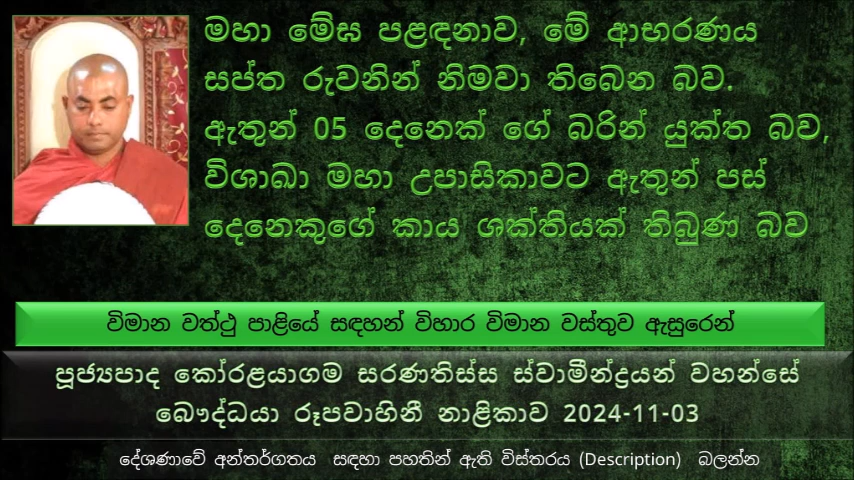 මහා මේඝ පළඳනාව, මේ ආභරණය
සප්ත රුවනින් නිමවා තිබෙන බව.
ඇතුන් 05 දෙනෙක් ගේ බරින් යුක්ත බව,
විශාඛා මහා උපාසිකාවට ඇතුන් පස්
දෙනෙකුගේ කාය ශක්තියක් තිබුණ බව
විමාන වත්ථු පාළියේ සඳහන් විහාර විමාන වස්තුව ඇසුරෙන්
පූජ්‍යපාද කෝරළයාගම සරණතිස්ස ස්වාමීන්ද්‍රයන් වහන්සේ
බෞද්ධයා රූපවාහිනී නාළිකාව 2024-11-03
දේශණාවේ අන්තර්ගතය සඳහා පහතින් ඇති විස්තරය (Description) බලන්න